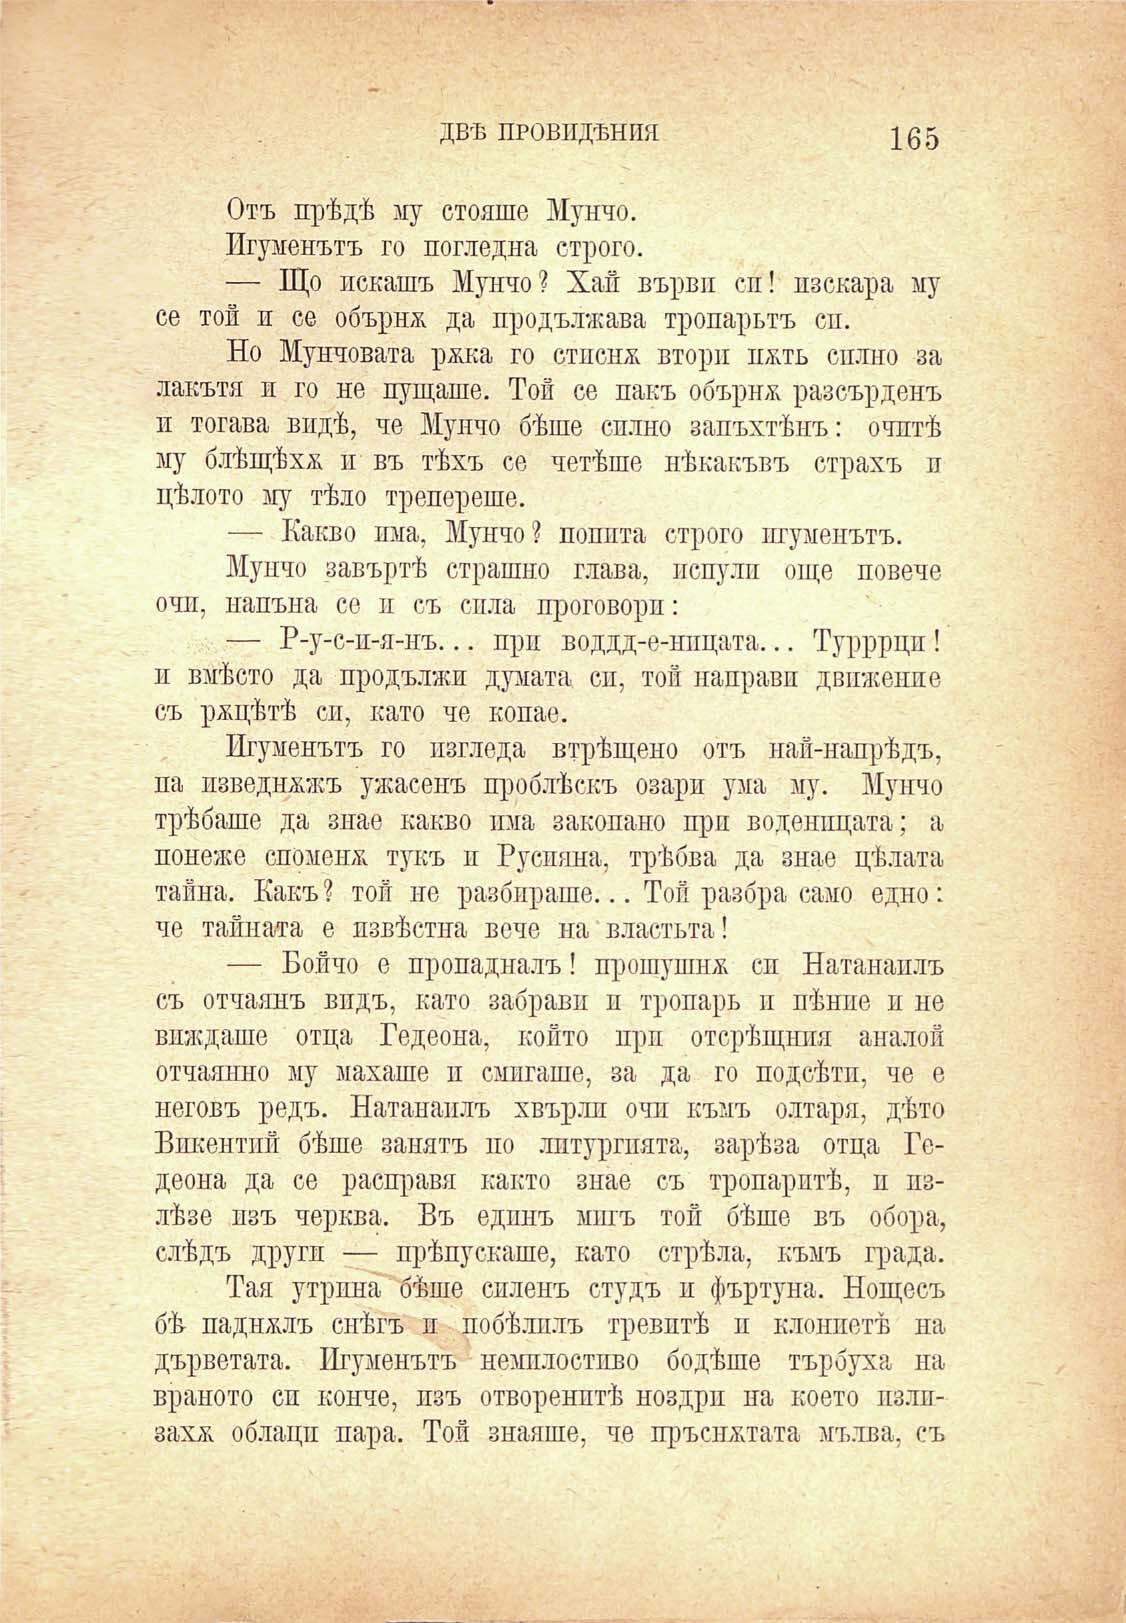 ДВѢ ПРОВИДѢНИЯ 165
Отъ прѣдѣ му стояше Мунчо.
Игуменътъ го погледна строго.
— Що искашъ Мунчо? Хай върви си! изскара му
се той и се обърнѫ да продължава тропарьтъ си.
Но Мунчовата рѫка го стиснѫ втори пѫть силно за
лакътя и го не пущаше. Той се пакъ обърнѫ разсърденъ
и тогава видѣ, че Мунчо бѣше силно запъхтѣнъ: очитѣ
му блѣщѣхѫ и въ тѣхъ се четѣше нѣкакъвъ страхъ и
цѣлото му тѣло трепереше.
— Какво има, Мунчо? попита строго игуменътъ.
Мунчо завъртѣ страшно глава, испули още повече
очи, напъна се и съ сила проговори:
— Р-у-с-и-я-нъ... при воддд-е-ницата... Турррци!
и вмѣсто да продължи думата си, той направи движение
съ рѫцѣтѣ си, като че копае.
Игуменътъ го изгледа втрѣщено отъ най-напрѣдъ,
па изведнѫжъ ужасенъ проблѣскъ озари ума му. Мунчо
трѣбаше да знае какво има закопано при воденицата; а
понеже споменѫ тукъ и Русияна, трѣбва да знае цѣлата
тайна. Какъ? той не разбираше... Той разбра само едно:
че тайната е извѣстна вече на властьта!
— Бойчо е пропадналъ! прошушнѫ си Натанаилъ
съ отчаянъ видъ, като забрави и тропарь и пѣние и не
виждаше отца Гедеона, който при отсрѣщния аналой
отчаянно му махаше и смигаше, за да го подсѣти, че е
неговъ редъ. Натанаилъ хвърли очи къмъ олтаря, дѣто
Викентий бѣше занятъ по литургията, зарѣза отца Ге-
деона да се расправя както знае съ тропаритѣ, и из-
лѣзе изъ черква. Въ единъ мигъ той бѣше въ обора,
слѣдъ други — прѣпускаше, като стрѣла, къмъ града.
Тая утрина бѣше силенъ студъ и фъртуна. Нощесъ
бѣ паднѫлъ снѣгъ и побѣлилъ тревитѣ и клониетѣ на
дърветата. Игуменътъ немилостиво бодѣше търбуха на
враното си конче, изъ отворенитѣ ноздри на което изли-
захѫ облаци пара. Той знаяше, че пръснѫтата мълва, съ